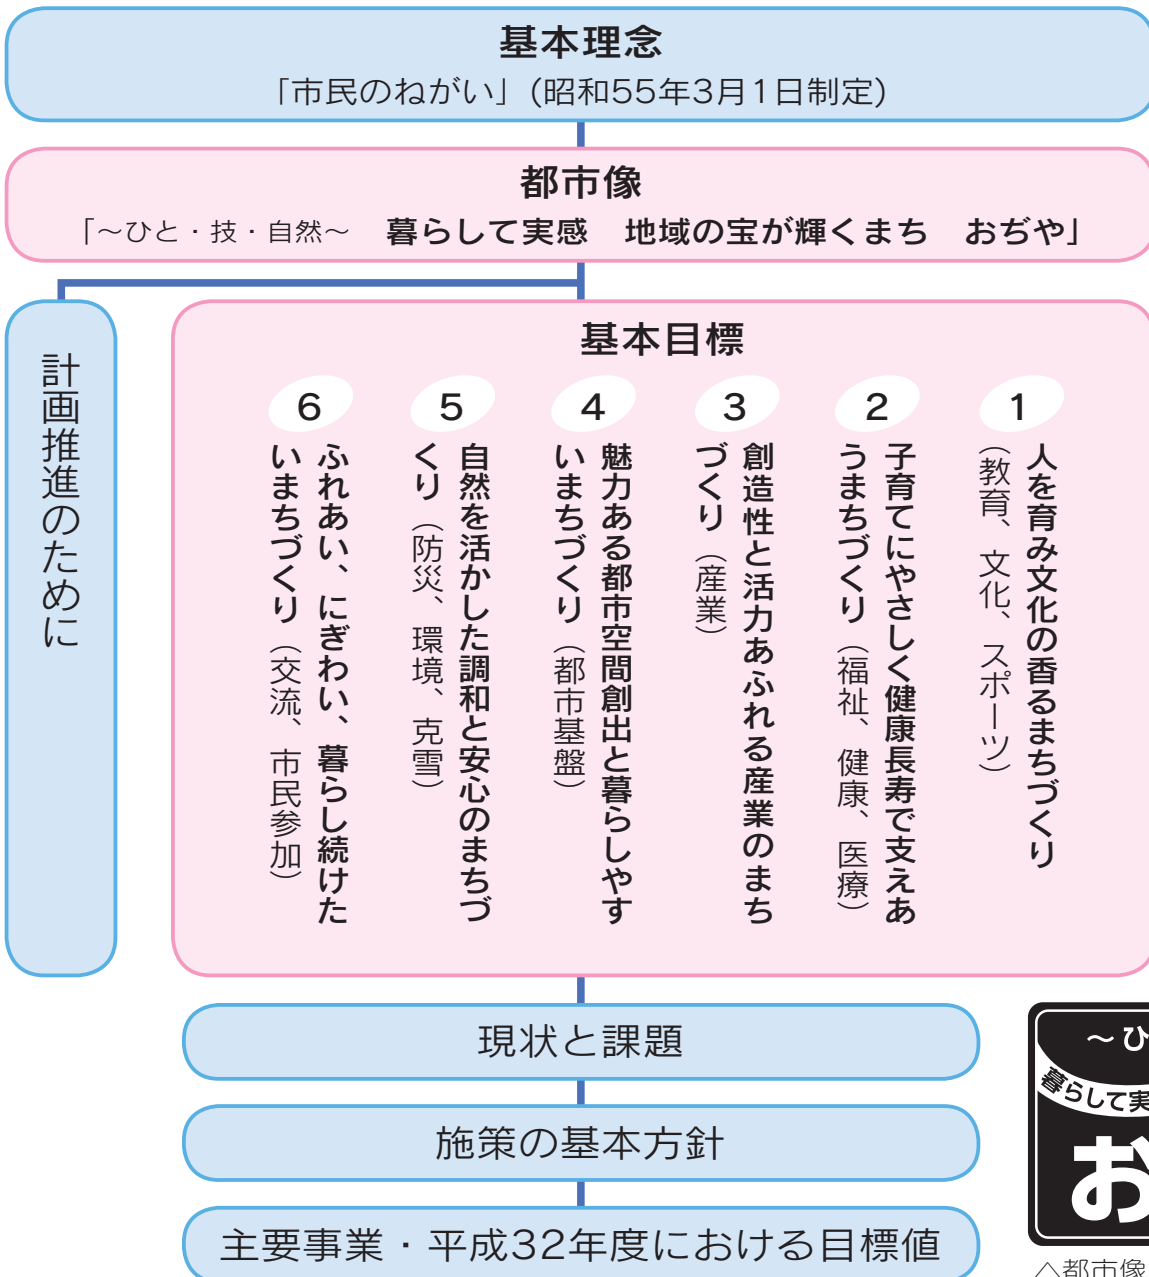 基本理念
「市民のねがい」(昭和55年3月1日制定)
都市像
「～ひと・技・自然～　暮らして実感　地域の宝が輝くまち　おぢや」
計画推進のために
基本目標
1
人を育み文化の香るまちづくり
（教育、文化、スポーツ）
2
子育てにやさしく健康長寿で支えあ
うまちづくり（福祉、健康、医療）
3
創造性と活力あふれる産業のまち
づくり（産業）
4
魅力ある都市空間創出と暮らしやす
いまちづくり（都市基盤）
5
自然を活かした調和と安心のまちづ
くり（防災、環境、克雪）
6
ふれあい、にぎわい、暮らし続けた
いまちづくり（交流、市民参加）
現状と課題
施策の基本方針
主要事業・平成32年度における目標値
～ひ
暮らして実
お
△都市像